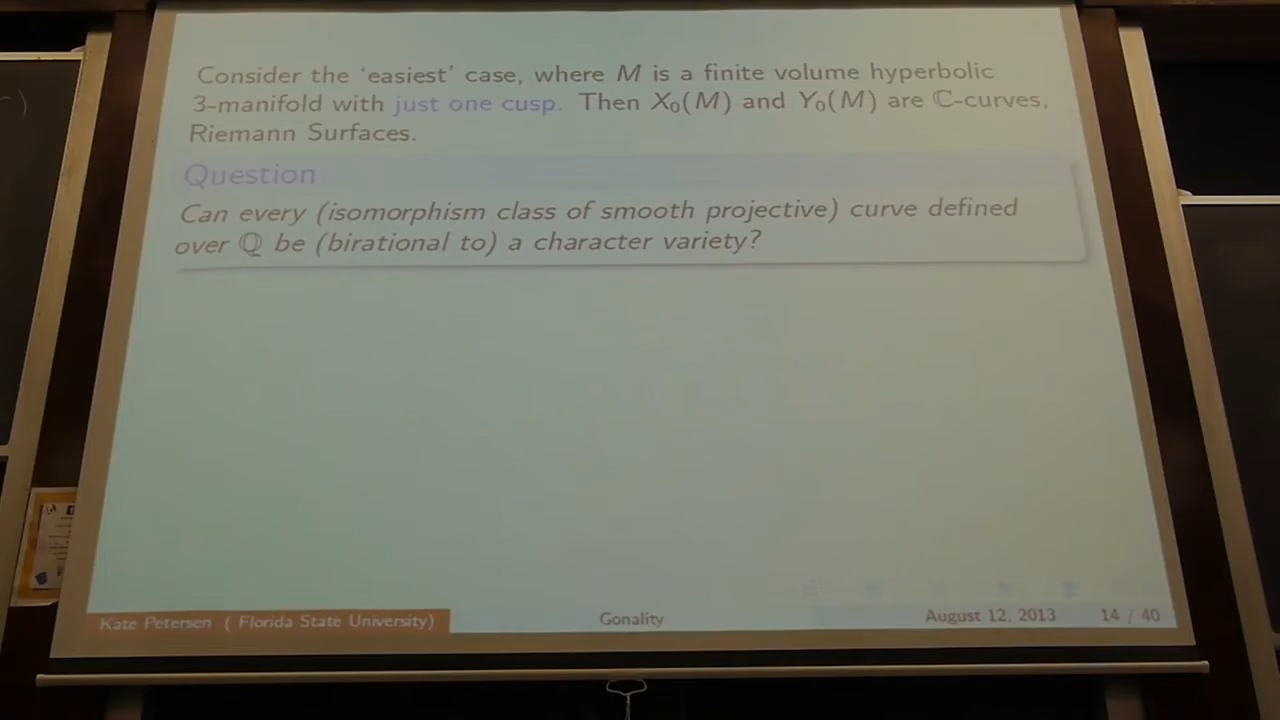 Consider the 'easiest' case, where M is a finite volume hyperbolic
3-manifold with just one cusp. Then X₀(M) and Y₀(M) are ℂ-curves,
Riemann Surfaces.
Question
Can every (isomorphism class of smooth projective) curve defined
over ℚ be (birational to) a character variety?
Kate Petersen ( Florida State University) Gonality August 12, 2013 14 / 40